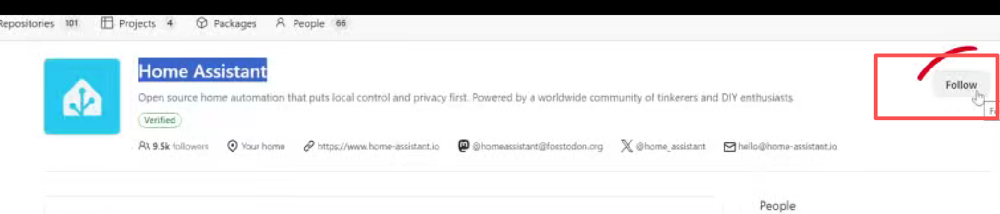 Repositories 101 Projects 4 Packages People 66
Home Assistant
Follow
Open source home automation that puts local control and privacy first. Powered by a worldwide community of tinkerers and DIY enthusiasts
Verified
9.5k followers Your home https://www.home-assistant.io @homeassistant@fosstodon.org @home_assistant hello@home-assistant.io
People